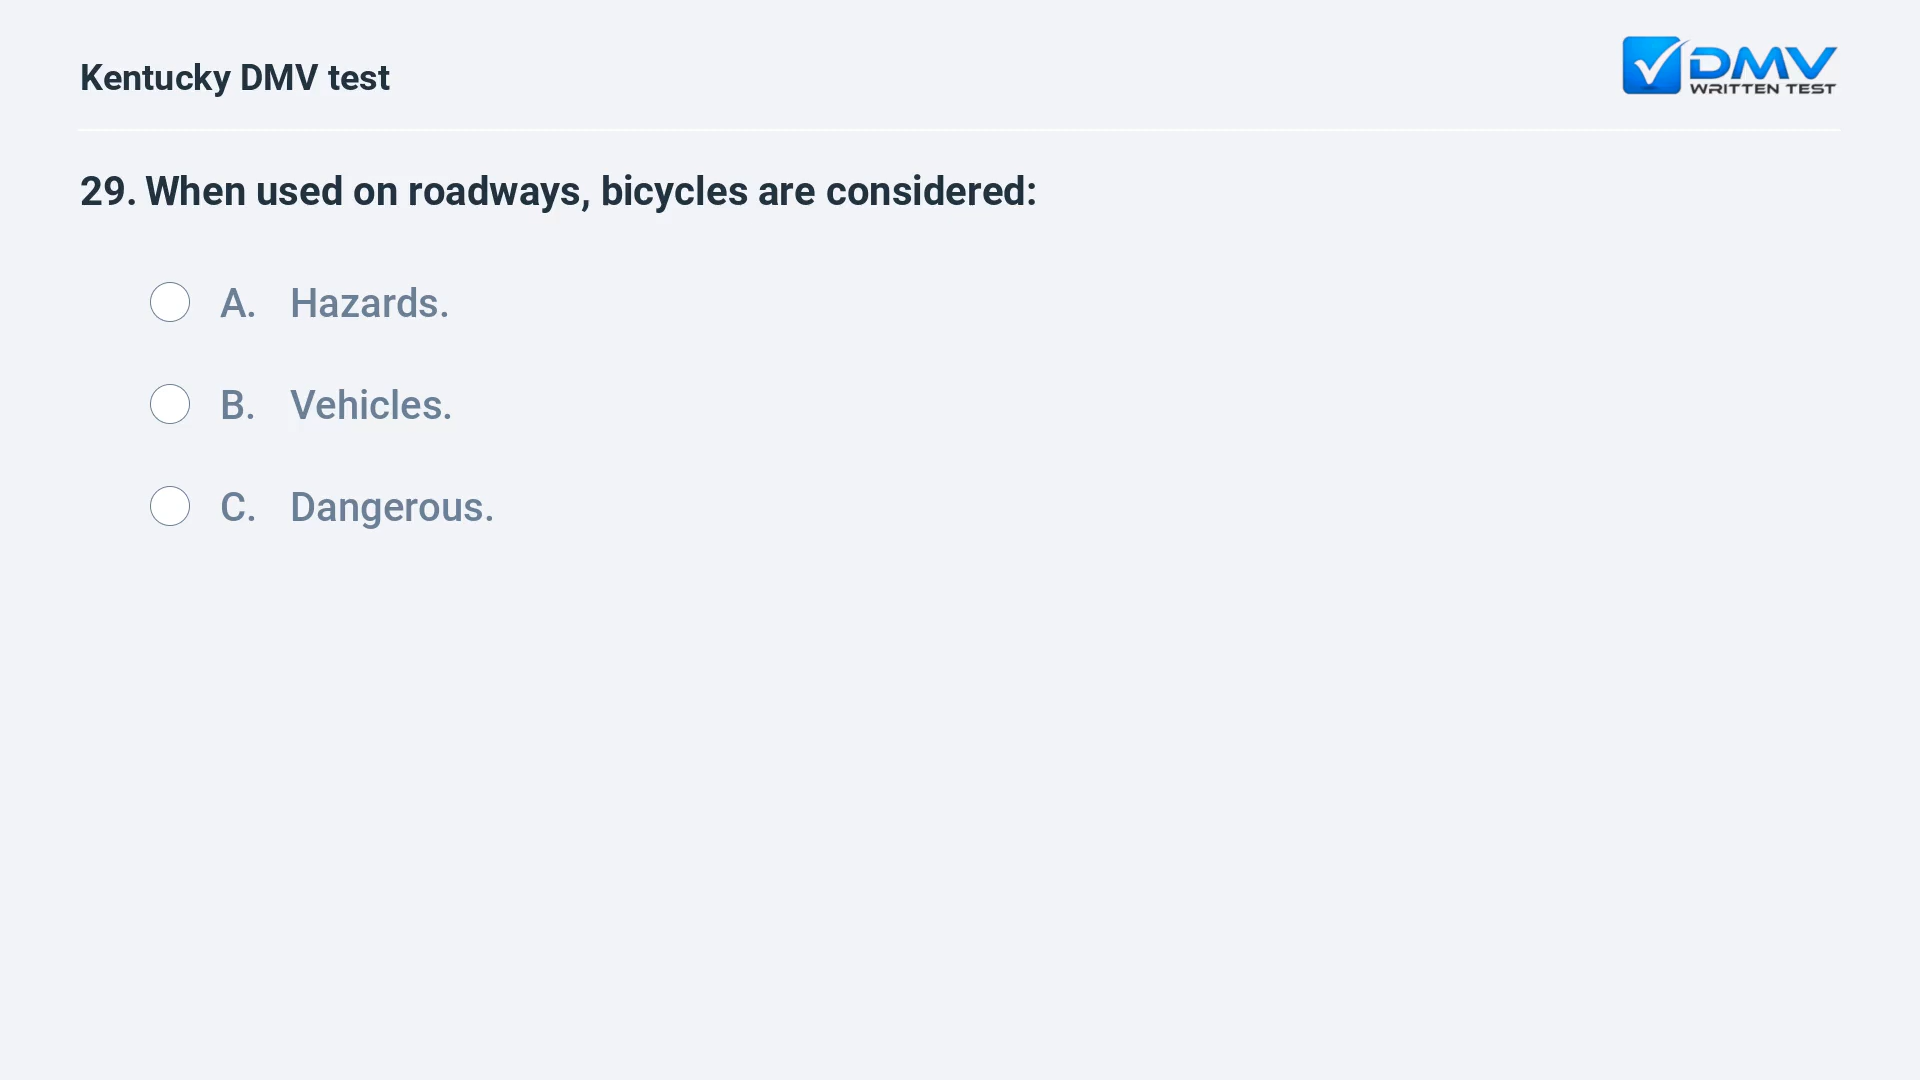 Kentucky DMV test
DMV
WRITTEN TEST
29. When used on roadways, bicycles are considered:
A. Hazards.
B. Vehicles.
C. Dangerous.